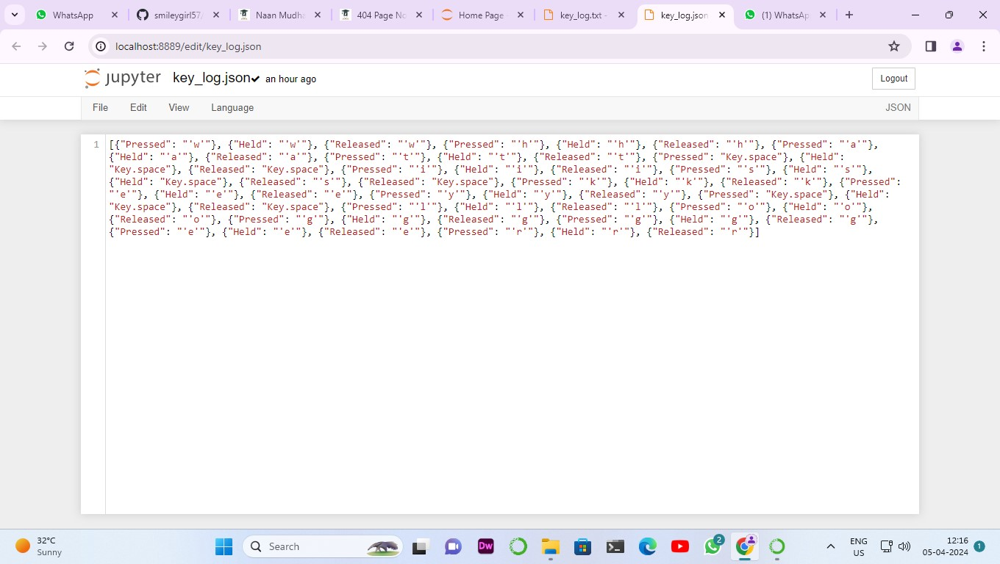 WhatsApp
smileygirl57/
Naan Mudha
404 Page No
Home Page -
key_log.txt -
key_log.json
(1) WhatsAp
localhost:8889/edit/key_log.json
jupyter key_log.json✔ an hour ago
Logout
File Edit View Language
JSON
1
[{"Pressed": "'w'"}, {"Held": "'w'"}, {"Released": "'w'"}, {"Pressed": "'h'"}, {"Held": "'h'"}, {"Released": "'h'"}, {"Pressed": "'a'"},
{"Held": "'a'"}, {"Released": "'a'"}, {"Pressed": "'t'"}, {"Held": "'t'"}, {"Released": "'t'"}, {"Pressed": "Key.space"}, {"Held":
"Key.space"}, {"Released": "Key.space"}, {"Pressed": "'i'"}, {"Held": "'i'"}, {"Released": "'i'"}, {"Pressed": "'s'"}, {"Held": "'s'"},
{"Held": "Key.space"}, {"Released": "'s'"}, {"Released": "Key.space"}, {"Pressed": "'k'"}, {"Held": "'k'"}, {"Released": "'k'"}, {"Pressed":
"'e'"}, {"Held": "'e'"}, {"Released": "'e'"}, {"Pressed": "'y'"}, {"Held": "'y'"}, {"Released": "'y'"}, {"Pressed": "Key.space"}, {"Held":
"Key.space"}, {"Released": "Key.space"}, {"Pressed": "'l'"}, {"Held": "'l'"}, {"Released": "'l'"}, {"Pressed": "'o'"}, {"Held": "'o'"},
{"Released": "'o'"}, {"Pressed": "'g'"}, {"Held": "'g'"}, {"Released": "'g'"}, {"Pressed": "'g'"}, {"Held": "'g'"}, {"Released": "'g'"},
{"Pressed": "'e'"}, {"Held": "'e'"}, {"Released": "'e'"}, {"Pressed": "'r'"}, {"Held": "'r'"}, {"Released": "'r'"}]
32°C
Sunny
Search
Dw
2
ENG
US
12:16
05-04-2024
1